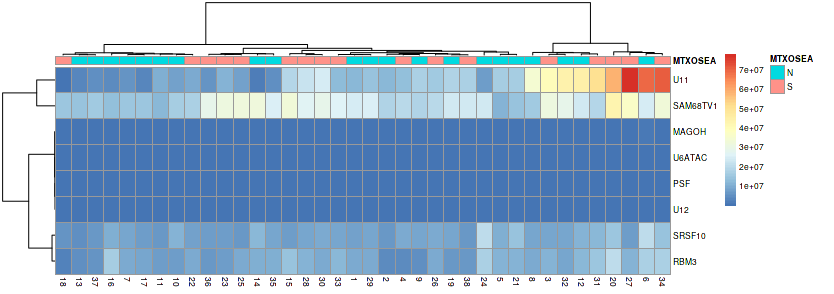 MTXOSEA
MTXOSEA
N
S
7e+07
6e+07
5e+07
4e+07
3e+07
2e+07
1e+07
U11
SAM68TV1
MAGOH
U6ATAC
PSF
U12
SRSF10
RBM3
18 13 37 16 7 17 11 10 22 36 23 25 14 35 15 28 30 33 1 29 2 4 9 26 19 38 24 5 21 8 3 32 12 31 20 27 6 34